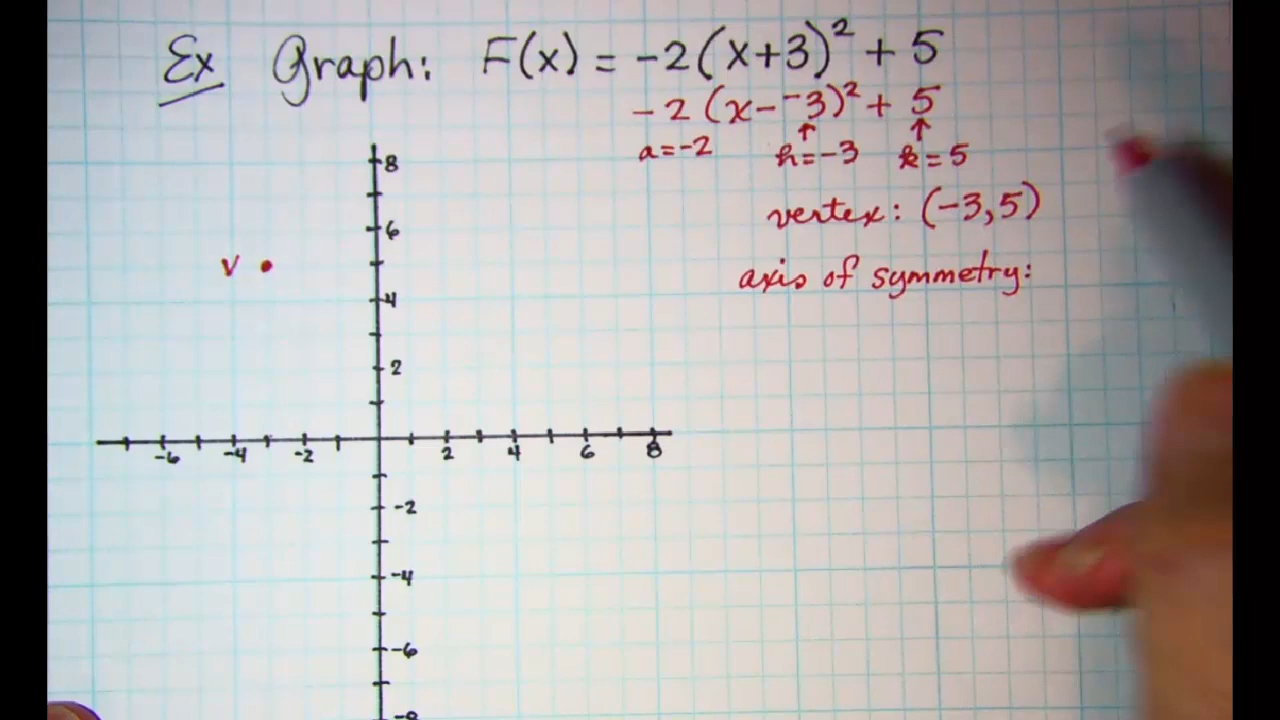 Ex Graph: F(x) = -2(x+3)² + 5
-2 (x - ⁻3)² + 5
a = -2 h = -3 k = 5
vertex: (-3, 5)
axis of symmetry:
v
8
6
4
2
-6 -4 -2 2 4 6 8
-2
-4
-6
-8